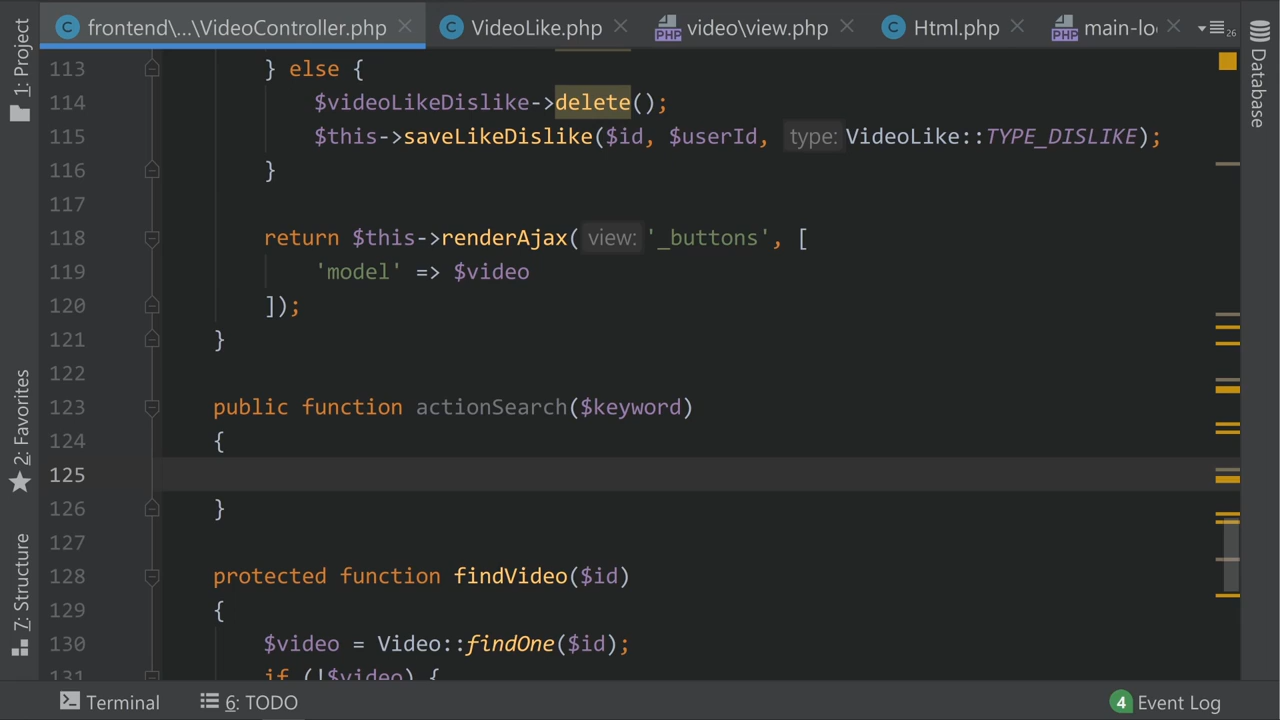 frontend\...\VideoController.php
VideoLike.php
video\view.php
Html.php
main-lo
26
1: Project
2: Favorites
7: Structure
Database
113 } else {
114 $videoLikeDislike->delete();
115 $this->saveLikeDislike($id, $userId, type: VideoLike::TYPE_DISLIKE);
116 }
117
118 return $this->renderAjax( view: '_buttons', [
119 'model' => $video
120 ]);
121 }
122
123 public function actionSearch($keyword)
124 {
125
126 }
127
128 protected function findVideo($id)
129 {
130 $video = Video::findOne($id);
131 if (!$video) {
Terminal
6: TODO
4 Event Log